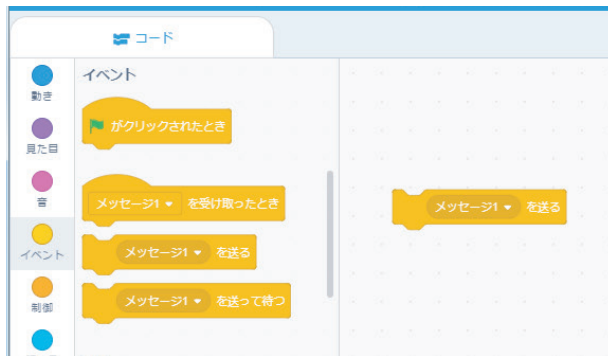 コード
イベント
動き
見た目
音
イベント
制御
がクリックされたとき
メッセージ1 を受け取ったとき
メッセージ1 を送る
メッセージ1 を送って待つ
メッセージ1 を送る